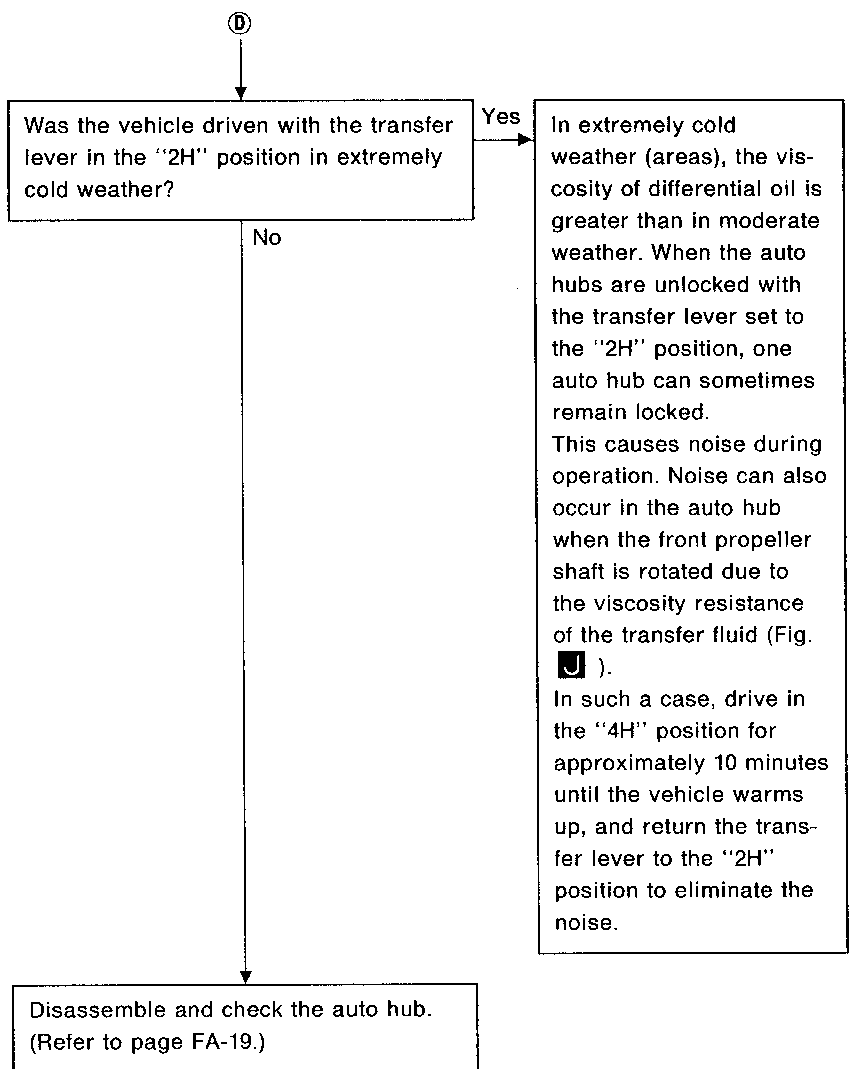 D
Was the vehicle driven with the transfer
lever in the "2H" position in extremely
cold weather?
Yes
No
In extremely cold
weather (areas), the vis-
cosity of differential oil is
greater than in moderate
weather. When the auto
hubs are unlocked with
the transfer lever set to
the "2H" position, one
auto hub can sometimes
remain locked.
This causes noise during
operation. Noise can also
occur in the auto hub
when the front propeller
shaft is rotated due to
the viscosity resistance
of the transfer fluid (Fig.
J ).
In such a case, drive in
the "4H" position for
approximately 10 minutes
until the vehicle warms
up, and return the trans-
fer lever to the "2H"
position to eliminate the
noise.
Disassemble and check the auto hub.
(Refer to page FA-19.)